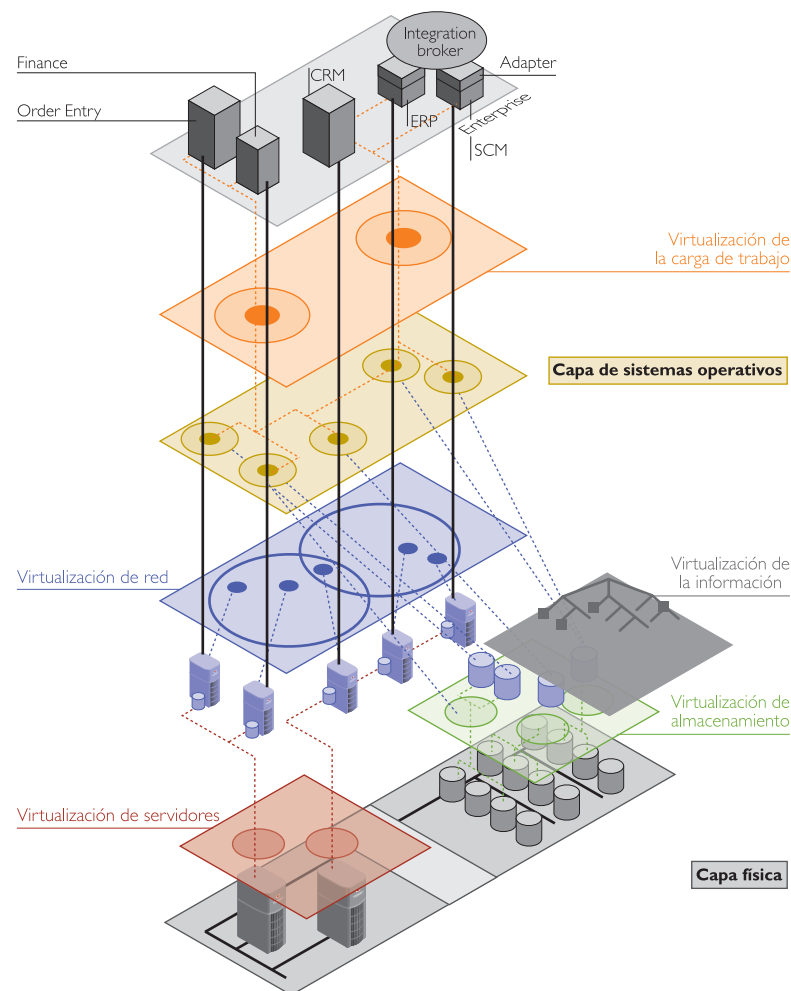 Integration
broker
Finance
Adapter
CRM
Order Entry
ERP
Enterprise
SCM
Virtualización de
la carga de trabajo
Capa de sistemas operativos
Virtualización de red
Virtualización de
la información
Virtualización de
almacenamiento
Virtualización de servidores
Capa física